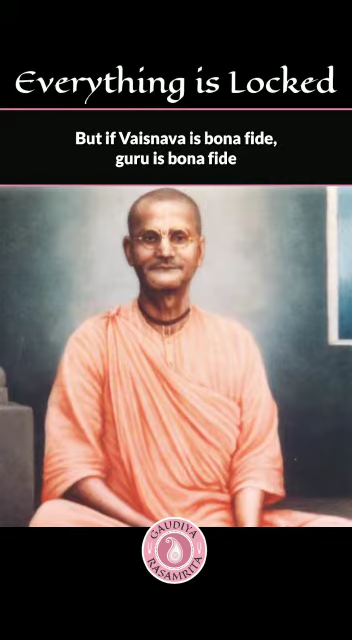 Everything is Locked
But if Vaisnava is bona fide,
guru is bona fide
GAUDIYA
RASAMRITA